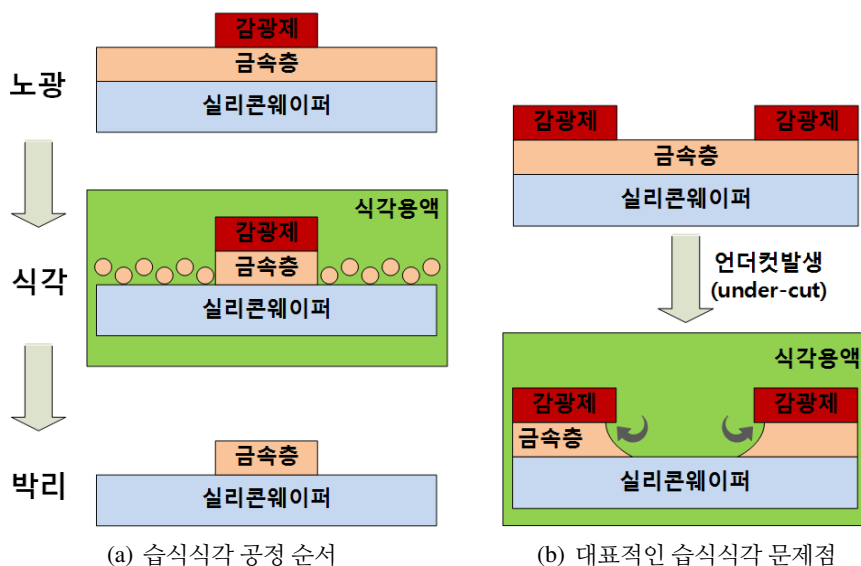 노광
감광제
금속층
실리콘웨이퍼
식각
식각용액
감광제
금속층
실리콘웨이퍼
박리
금속층
실리콘웨이퍼
(a) 습식식각 공정 순서
감광제
감광제
금속층
실리콘웨이퍼
언더컷발생
(under-cut)
식각용액
감광제
감광제
금속층
실리콘웨이퍼
(b) 대표적인 습식식각 문제점